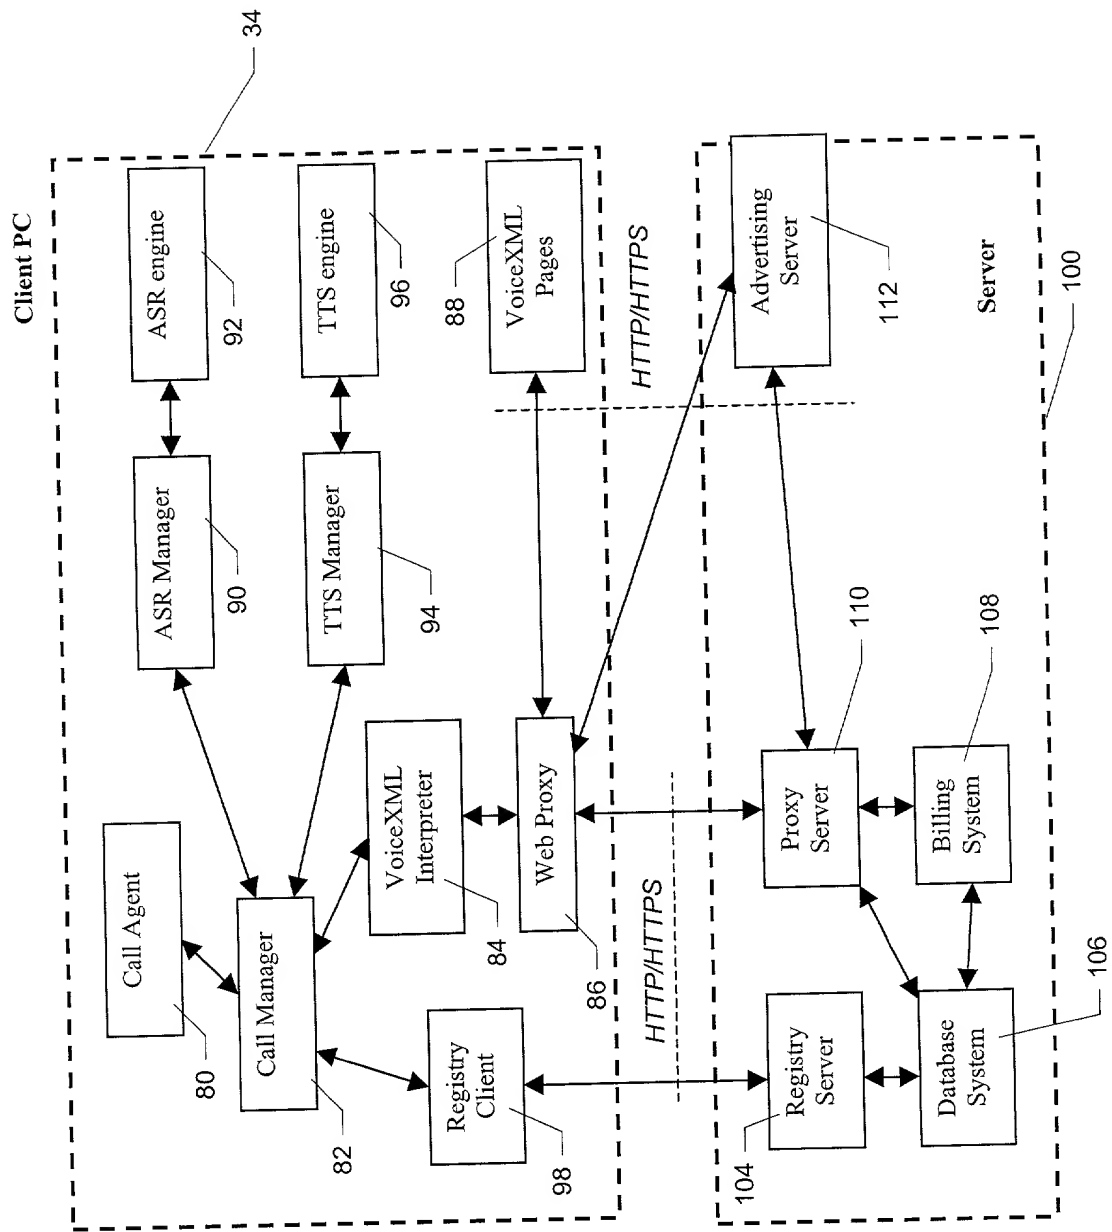 Client PC
34
Call Agent
80
Call Manager
82
ASR Manager
90
ASR engine
92
TTS Manager
94
TTS engine
96
VoiceXML
Interpreter
84
Registry
Client
98
Web Proxy
86
VoiceXML
Pages
88
HTTP/HTTPS
HTTP/HTTPS
Registry
Server
104
Proxy
Server
110
Advertising
Server
112
Database
System
106
Billing
System
108
Server
100